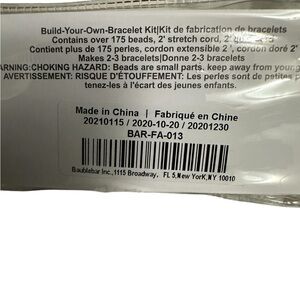 Build-Your-Own-Bracelet Kit|Kit de fabrication de bracelets
Contains over 175 beads, 2' stretch cord, 2'
Contient plus de 175 perles, cordon extensible 2 ', cordon doré 2'
Makes 2-3 bracelets|Donne 2-3 bracelets
WARNING:CHOKING HAZARD: Beads are small parts. keep away from young
AVERTISSEMENT: RISQUE D'ÉTOUFFEMENT: Les perles sont de petites
tenez-les à l'écart des jeunes enfants.
Made in China | Fabriqué en Chine
20210115 / 2020-10-20 / 20201230
BAR-FA-013
Baublebar Inc.,1115 Broadway, FL 5,New YorK,NY 10010